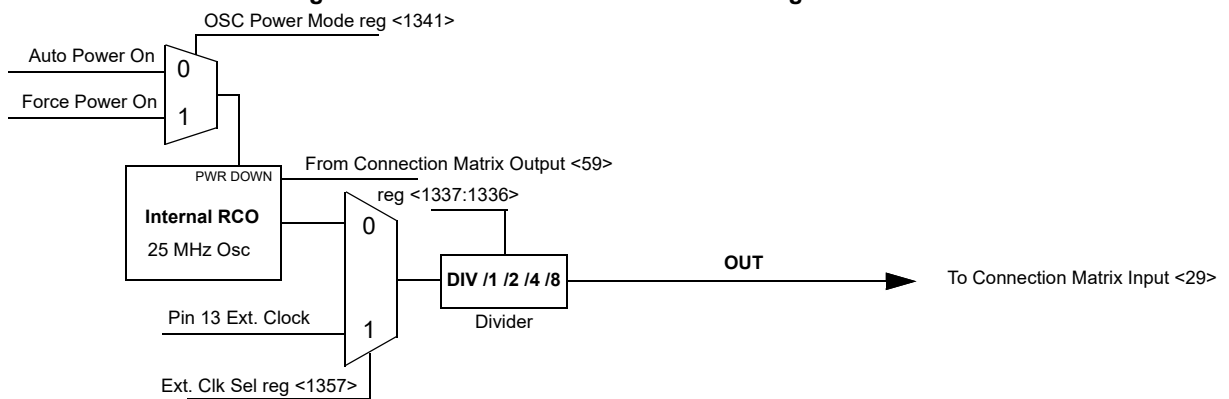 OSC Power Mode reg <1341>
Auto Power On
0
Force Power On
1
PWR DOWN
From Connection Matrix Output <59>
reg <1337:1336>
Internal RCO
0
25 MHz Osc
OUT
DIV /1 /2 /4 /8
To Connection Matrix Input <29>
Pin 13 Ext. Clock
1
Divider
Ext. Clk Sel reg <1357>